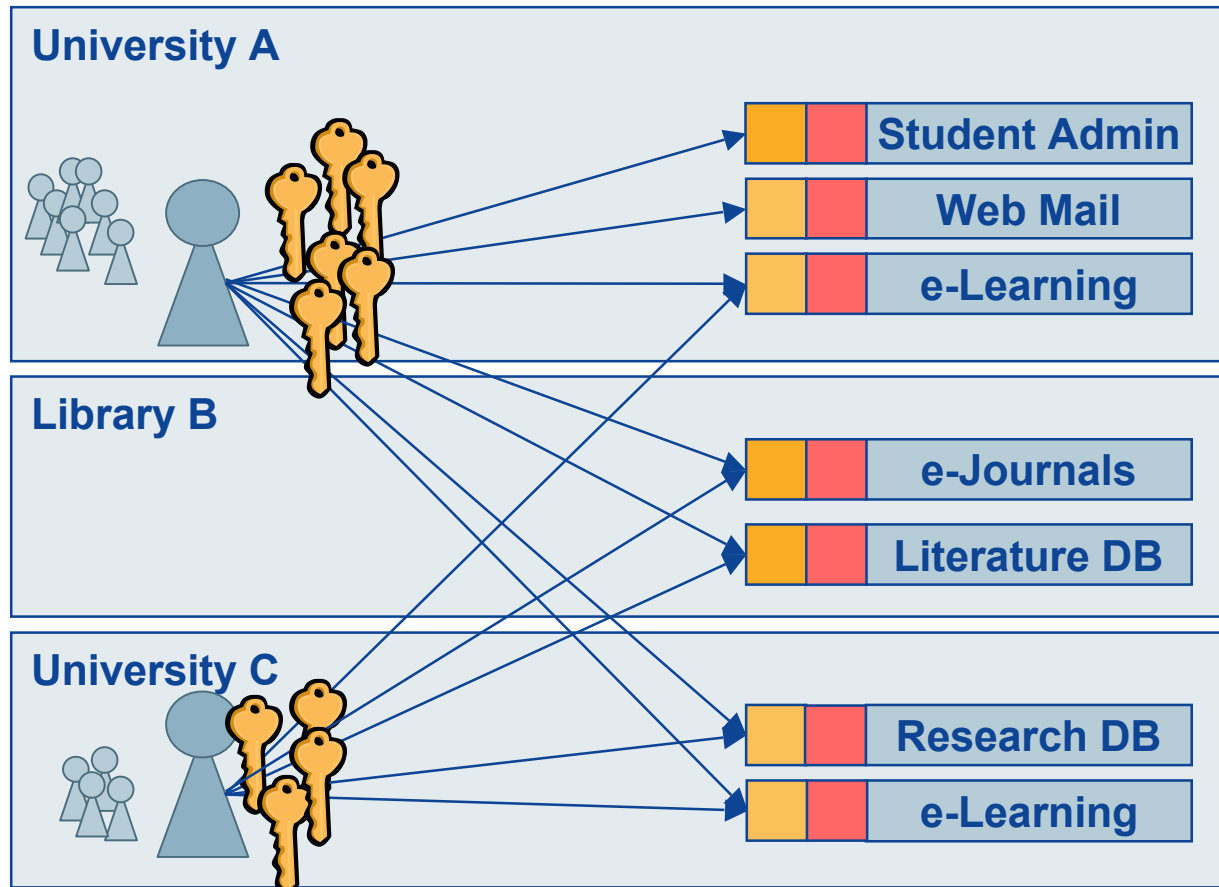 University A
Student Admin
Web Mail
e-Learning
Library B
e-Journals
Literature DB
University C
Research DB
e-Learning